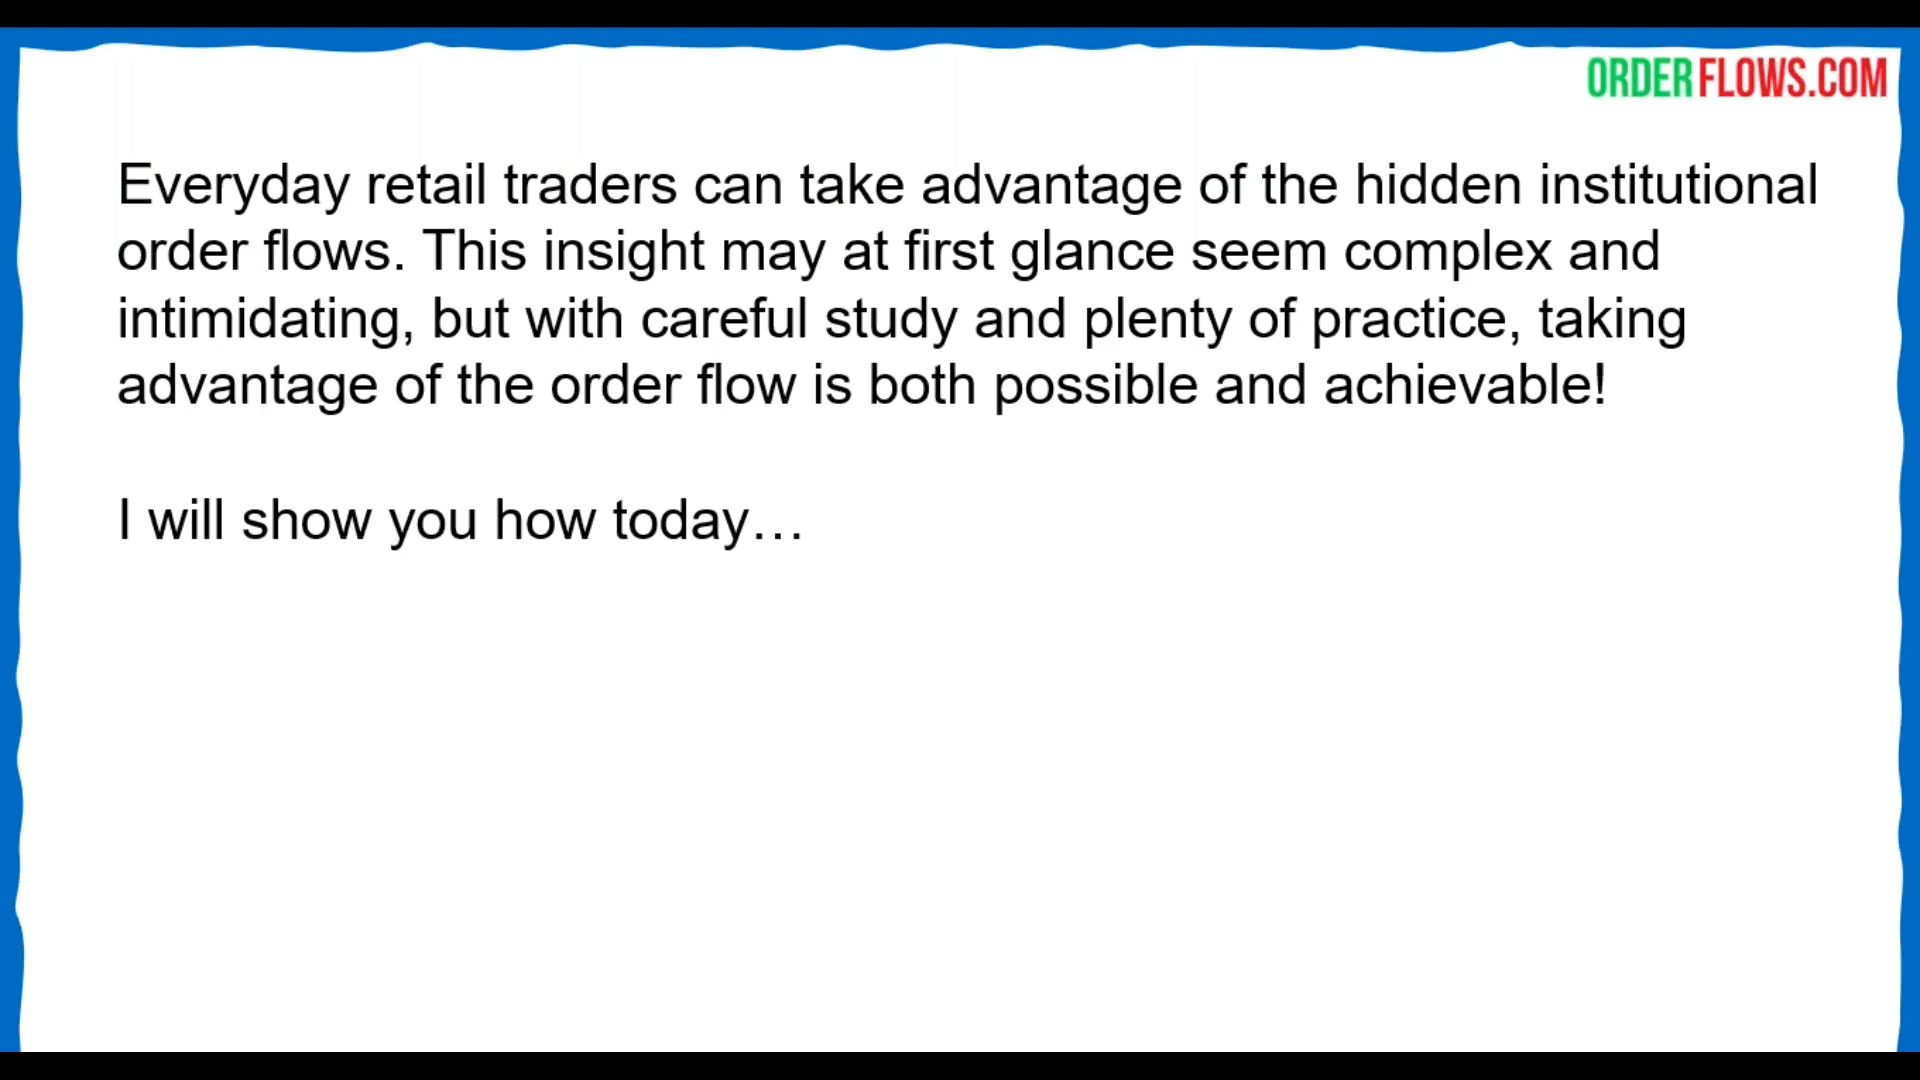 ORDERFLOWS.COM
Everyday retail traders can take advantage of the hidden institutional
order flows. This insight may at first glance seem complex and
intimidating, but with careful study and plenty of practice, taking
advantage of the order flow is both possible and achievable!
I will show you how today…